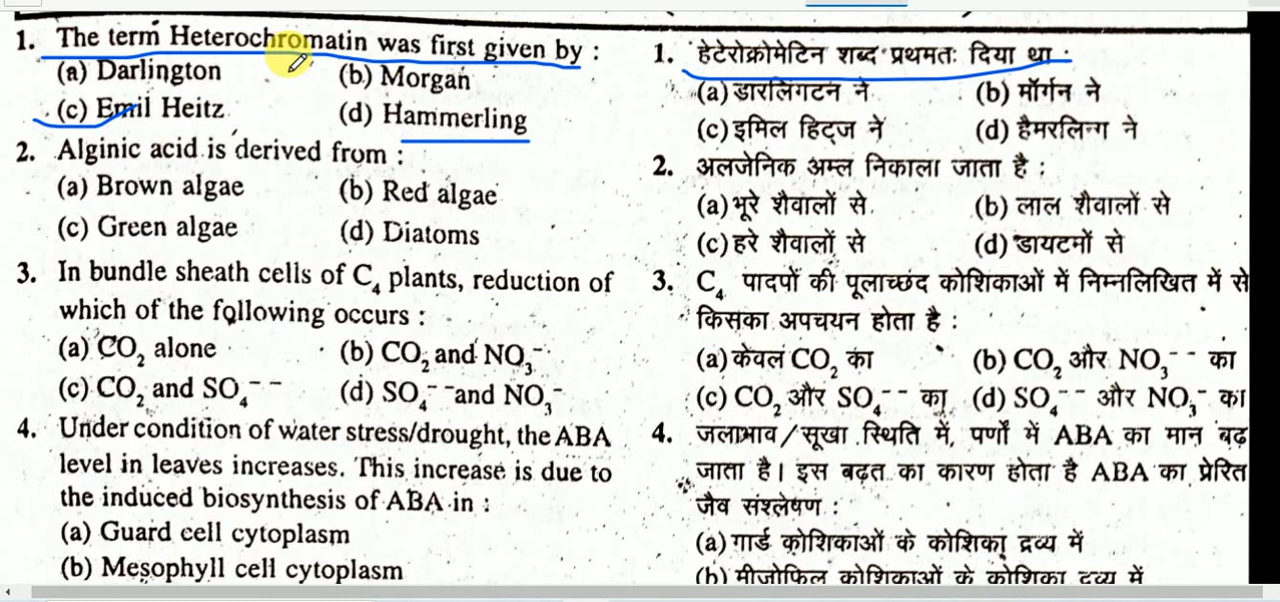 1. The term Heterochromatin was first given by :
(a) Darlington (b) Morgan
(c) Emil Heitz (d) Hammerling
2. Alginic acid is derived from :
(a) Brown algae (b) Red algae
(c) Green algae (d) Diatoms
3. In bundle sheath cells of C₄ plants, reduction of
which of the following occurs :
(a) CO₂ alone (b) CO₂ and NO₃⁻
(c) CO₂ and SO₄⁻⁻ (d) SO₄⁻⁻ and NO₃⁻
4. Under condition of water stress/drought, the ABA
level in leaves increases. This increase is due to
the induced biosynthesis of ABA in :
(a) Guard cell cytoplasm
(b) Mesophyll cell cytoplasm
1. हेटेरोक्रोमेटिन शब्द प्रथमतः दिया था :
(a) डारलिंगटन ने (b) मॉर्गन ने
(c) इमिल हिट्ज ने (d) हैमरलिन्ग ने
2. अलजेनिक अम्ल निकाला जाता है :
(a) भूरे शैवालों से (b) लाल शैवालों से
(c) हरे शैवालों से (d) डायटमों से
3. C₄ पादपों की पूलाच्छंद कोशिकाओं में निम्नलिखित में से
किसका अपचयन होता है :
(a) केवल CO₂ का (b) CO₂ और NO₃⁻⁻ का
(c) CO₂ और SO₄⁻⁻ का (d) SO₄⁻⁻ और NO₃⁻ का
4. जलाभाव/सूखा स्थिति में, पर्णों में ABA का मान बढ़
जाता है। इस बढ़त का कारण होता है ABA का प्रेरित
जैव संश्लेषण :
(a) गार्ड कोशिकाओं के कोशिका द्रव्य में
(b) मीजोफिल कोशिकाओं के कोशिका द्रव्य में